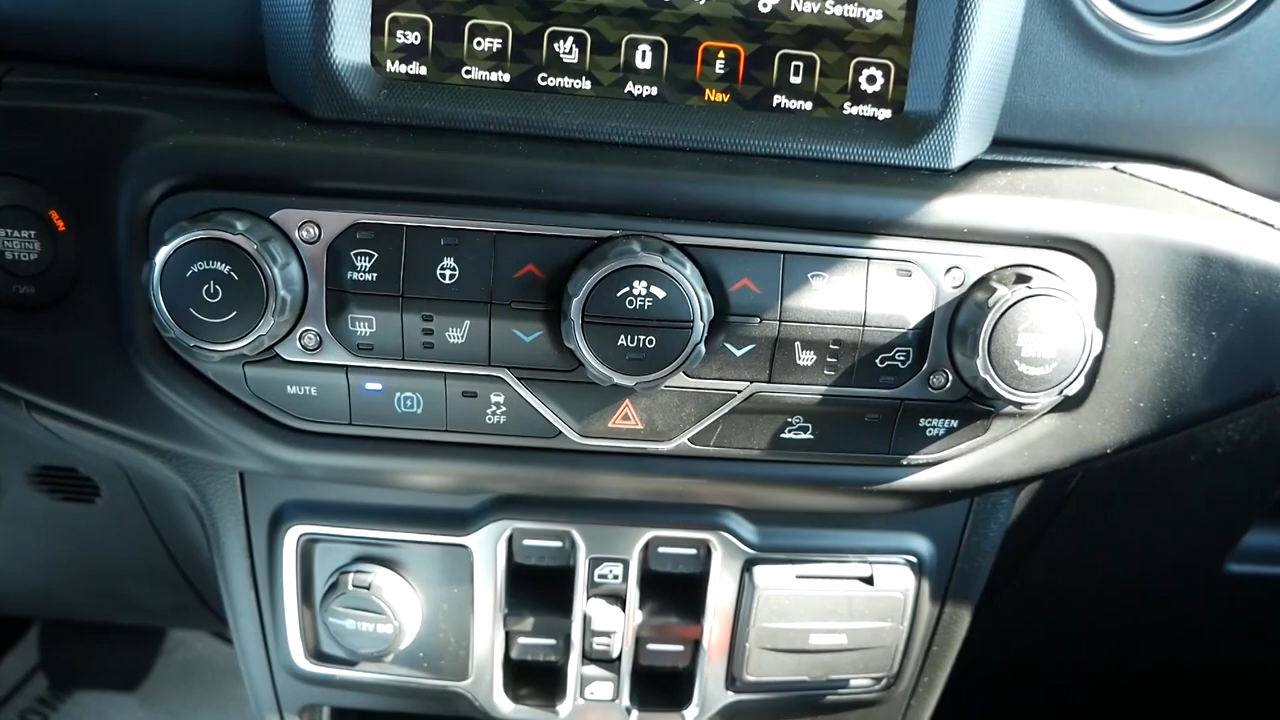 Nav Settings
530
OFF
E
Media
Climate
Controls
Apps
Nav
Phone
Settings
RUN
START
ENGINE
STOP
VOLUME
FRONT
OFF
AUTO
MUTE
OFF
SCREEN
OFF
12V DC